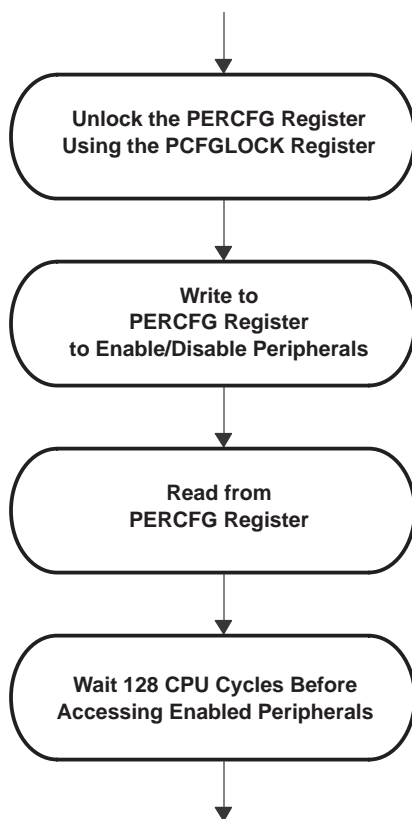 Unlock the PERCFG Register
Using the PCFGLOCK Register
Write to
PERCFG Register
to Enable/Disable Peripherals
Read from
PERCFG Register
Wait 128 CPU Cycles Before
Accessing Enabled Peripherals